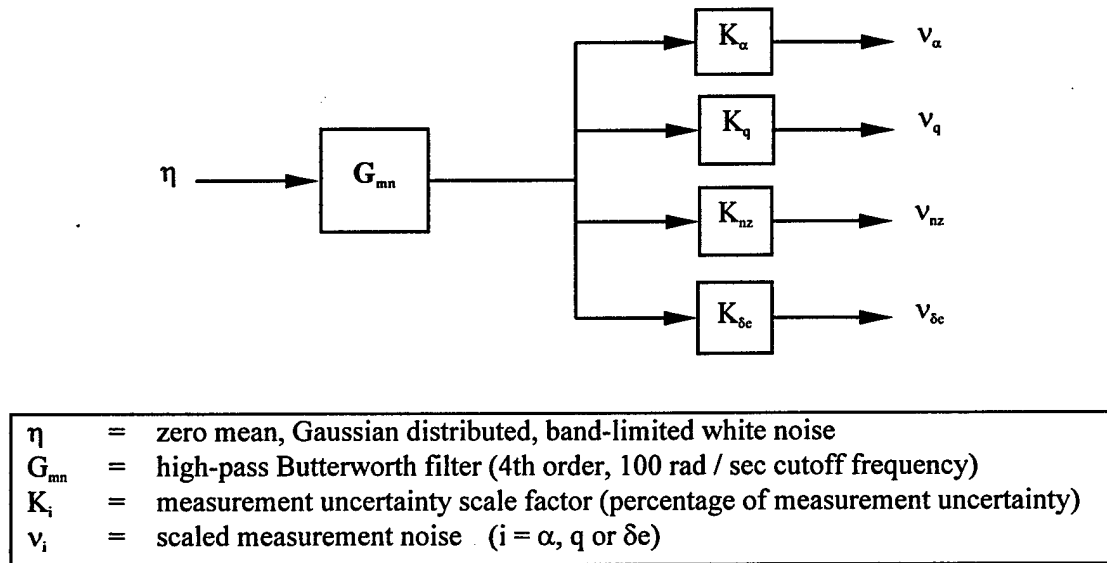 K_α ν_α
K_q ν_q
η G_mn
K_nz ν_nz
K_δe ν_δe
η = zero mean, Gaussian distributed, band-limited white noise
G_mn = high-pass Butterworth filter (4th order, 100 rad / sec cutoff frequency)
K_i = measurement uncertainty scale factor (percentage of measurement uncertainty)
ν_i = scaled measurement noise (i = α, q or δe)